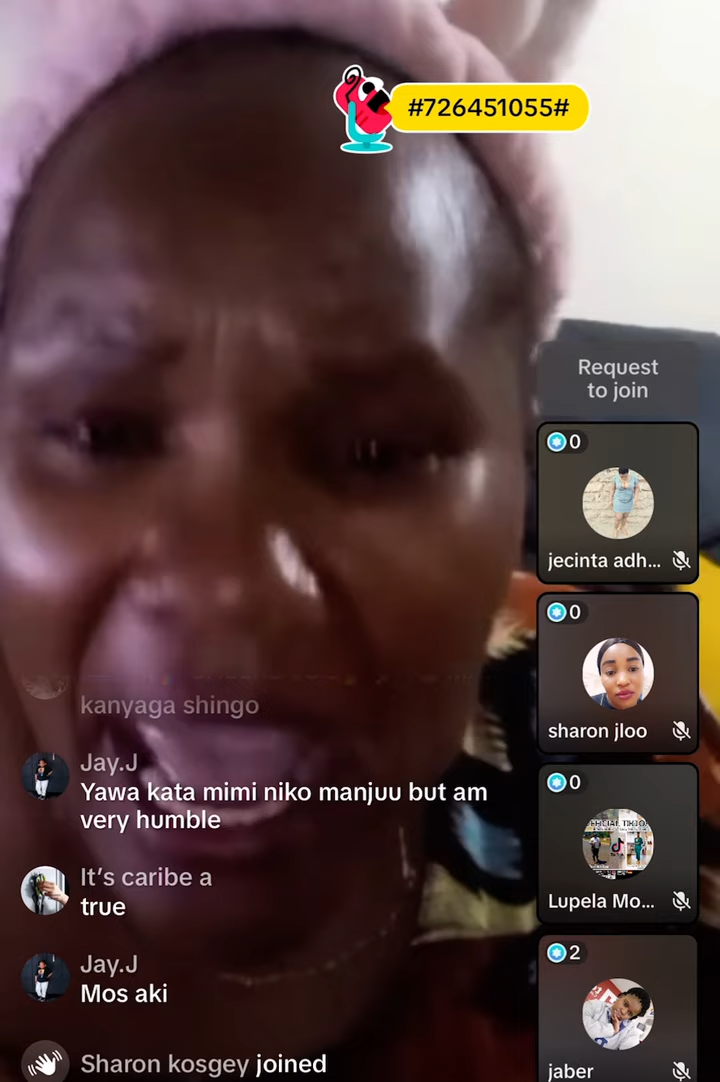 #726451055#
Request
to join
0
jecinta adh...
0
sharon jloo
0
Lupela Mo...
2
jaber
kanyaga shingo
Jay.J
Yawa kata mimi niko manjuu but am
very humble
It's caribe a
true
Jay.J
Mos aki
Sharon kosgey joined